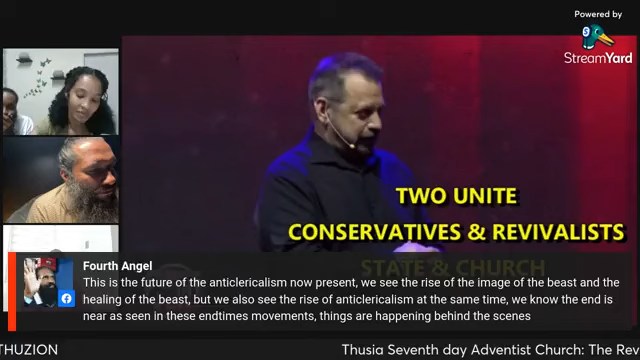 Powered by
StreamYard
TWO UNITE
CONSERVATIVES & REVIVALISTS
STATE & CHURCH
Fourth Angel
This is the future of the anticlericalism now present, we see the rise of the image of the beast and the
healing of the beast, but we also see the rise of anticlericalism at the same time, we know the end is
near as seen in these endtimes movements, things are happening behind the scenes
THUZION
Thusia Seventh day Adventist Church: The Rev